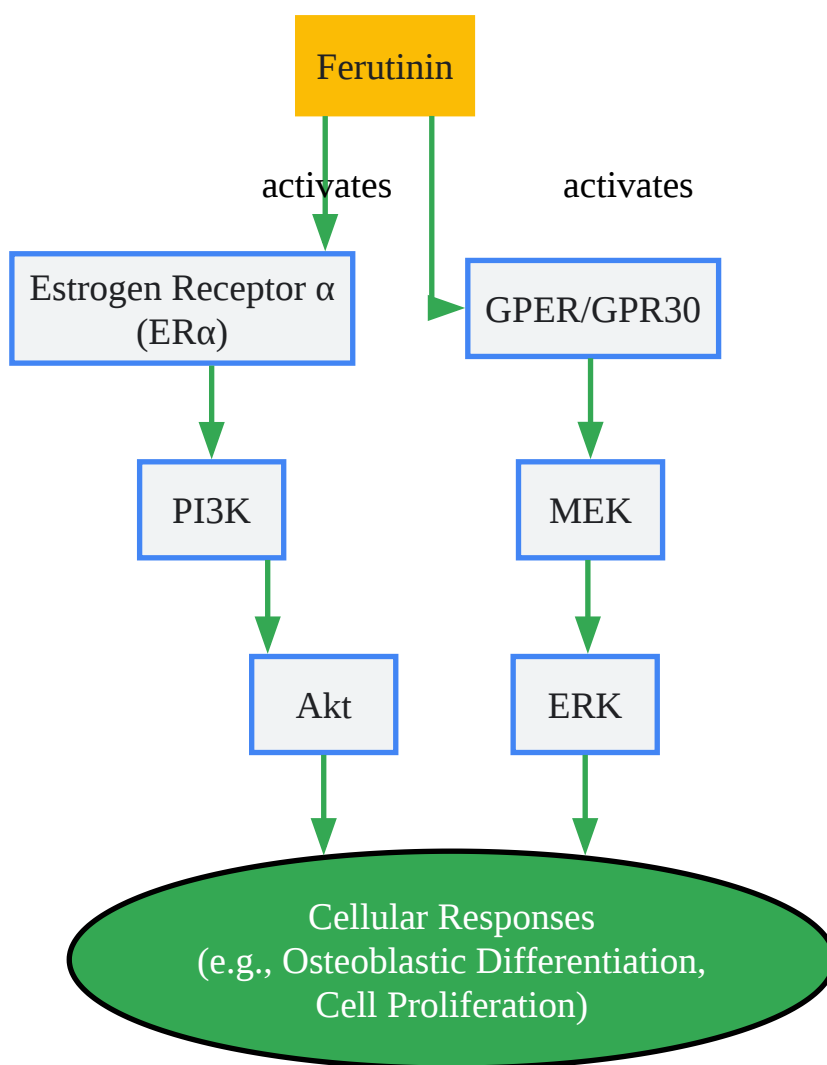 Ferutinin
activates
activates
Estrogen Receptor α
(ERα)
GPER/GPR30
PI3K
MEK
Akt
ERK
Cellular Responses
(e.g., Osteoblastic Differentiation,
Cell Proliferation)